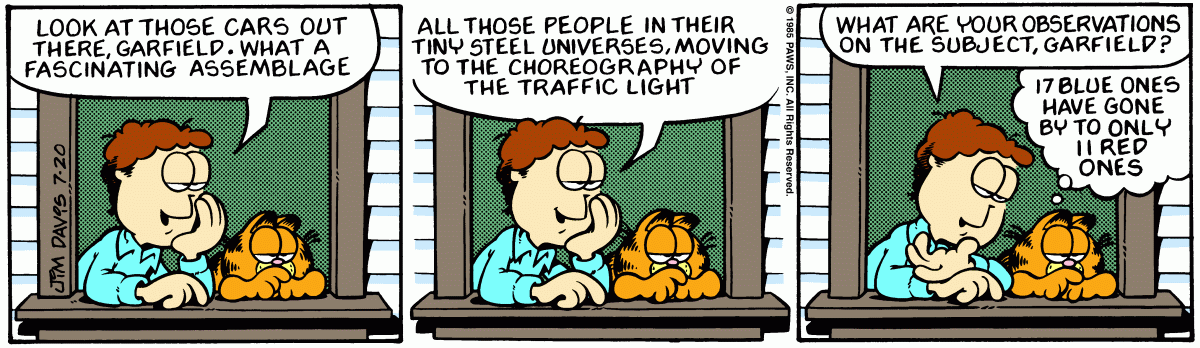 LOOK AT THOSE CARS OUT
THERE, GARFIELD. WHAT A
FASCINATING ASSEMBLAGE
JIM DAVIS 7-20
ALL THOSE PEOPLE IN THEIR
TINY STEEL UNIVERSES, MOVING
TO THE CHOREOGRAPHY OF
THE TRAFFIC LIGHT
© 1985 PAWS, INC. All Rights Reserved.
WHAT ARE YOUR OBSERVATIONS
ON THE SUBJECT, GARFIELD?
17 BLUE ONES
HAVE GONE
BY TO ONLY
11 RED
ONES